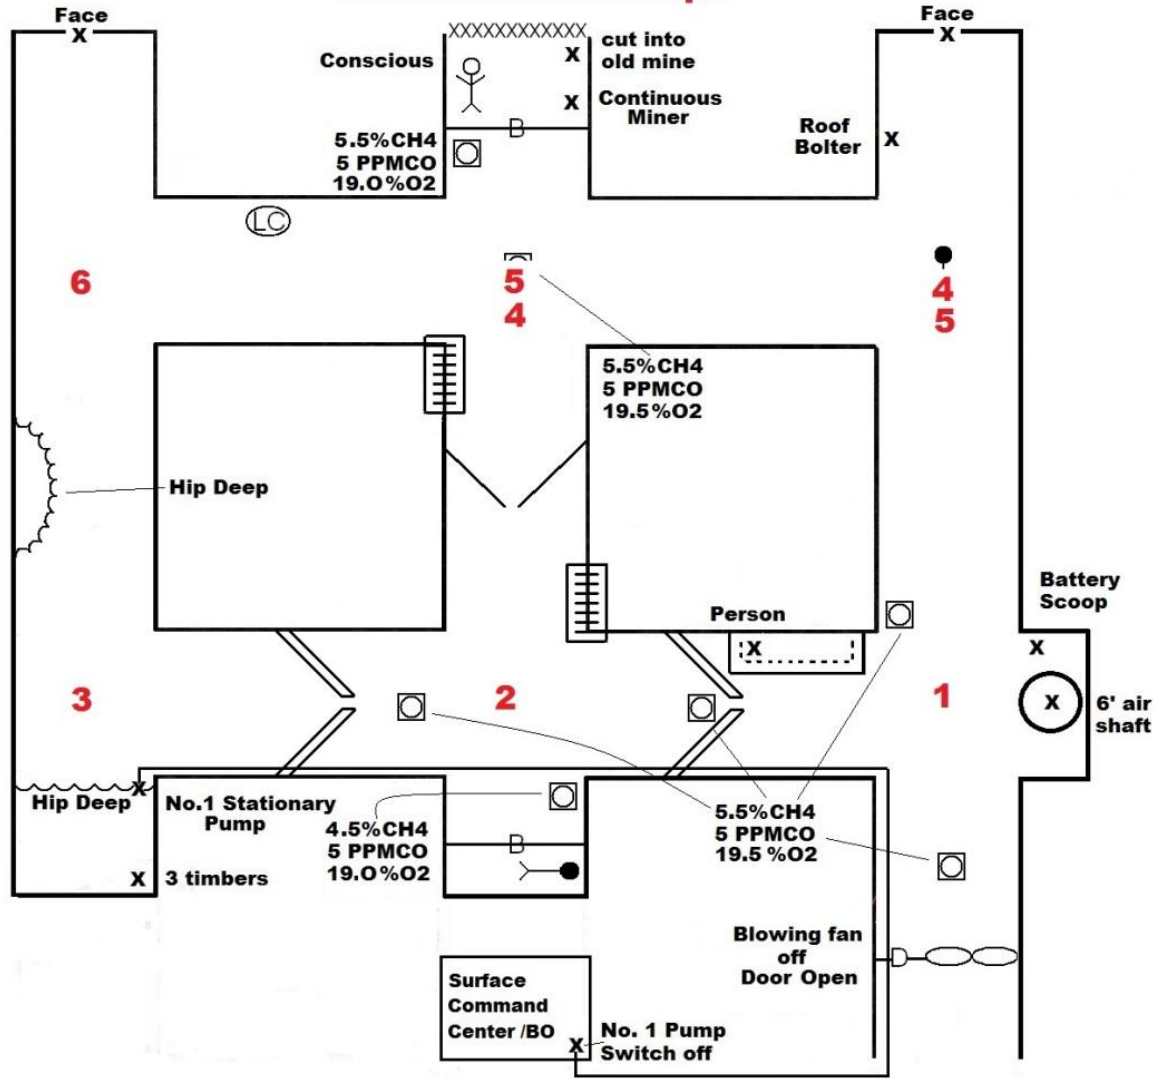 Face
X
Face
X
XXXXXXXXXXXX
cut into
X
old mine
Conscious
Continuous
X
Miner
Roof
Bolter X
B
5.5%CH4
5 PPMCO
19.O%O2
LC
6
5
4
4
5
5.5%CH4
5 PPMCO
19.5%O2
Hip Deep
Battery
Scoop
Person
X
X
3
2
1
X
6' air
shaft
X
Hip Deep
No.1 Stationary
Pump
4.5%CH4
5 PPMCO
19.O%O2
5.5%CH4
5 PPMCO
19.5%O2
B
X 3 timbers
Blowing fan
off
Door Open
D
Surface
Command
Center /BO
X
No. 1 Pump
Switch off